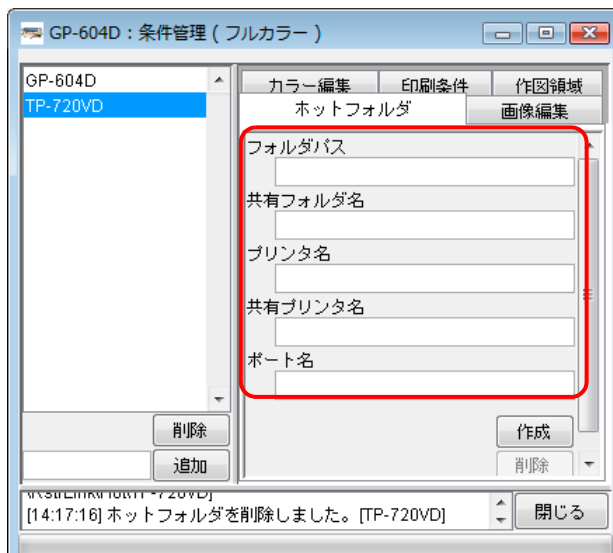 GP-604D：条件管理 ( フルカラー )
GP-604D
TP-720VD
カラー編集 印刷条件 作図領域
ホットフォルダ 画像編集
フォルダパス
共有フォルダ名
プリンタ名
共有プリンタ名
ポート名
削除 作成
追加 削除
[14:17:16] ホットフォルダを削除しました。[TP-720VD]
閉じる